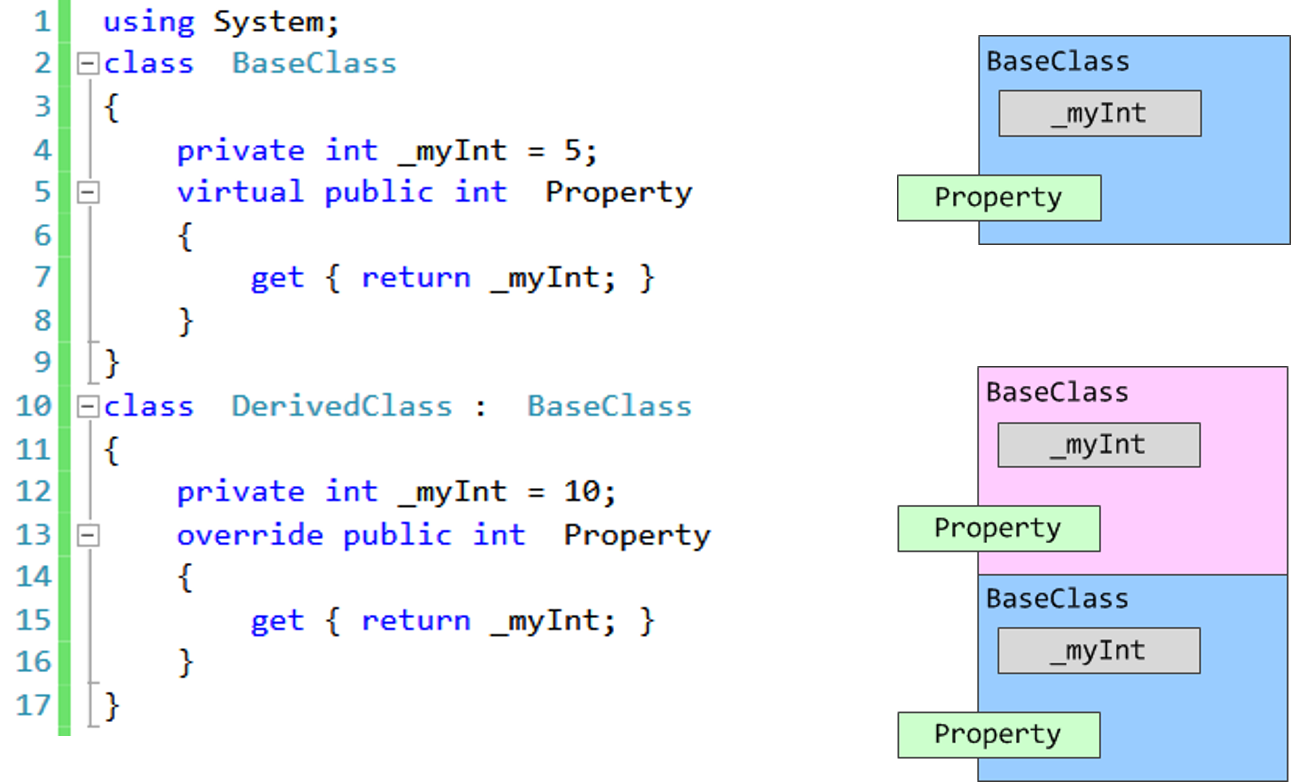 1 using System;
2 class BaseClass
3 {
4 private int _myInt = 5;
5 virtual public int Property
6 {
7 get { return _myInt; }
8 }
9 }
10 class DerivedClass : BaseClass
11 {
12 private int _myInt = 10;
13 override public int Property
14 {
15 get { return _myInt; }
16 }
17 }
BaseClass
_myInt
Property
BaseClass
_myInt
Property
BaseClass
_myInt
Property